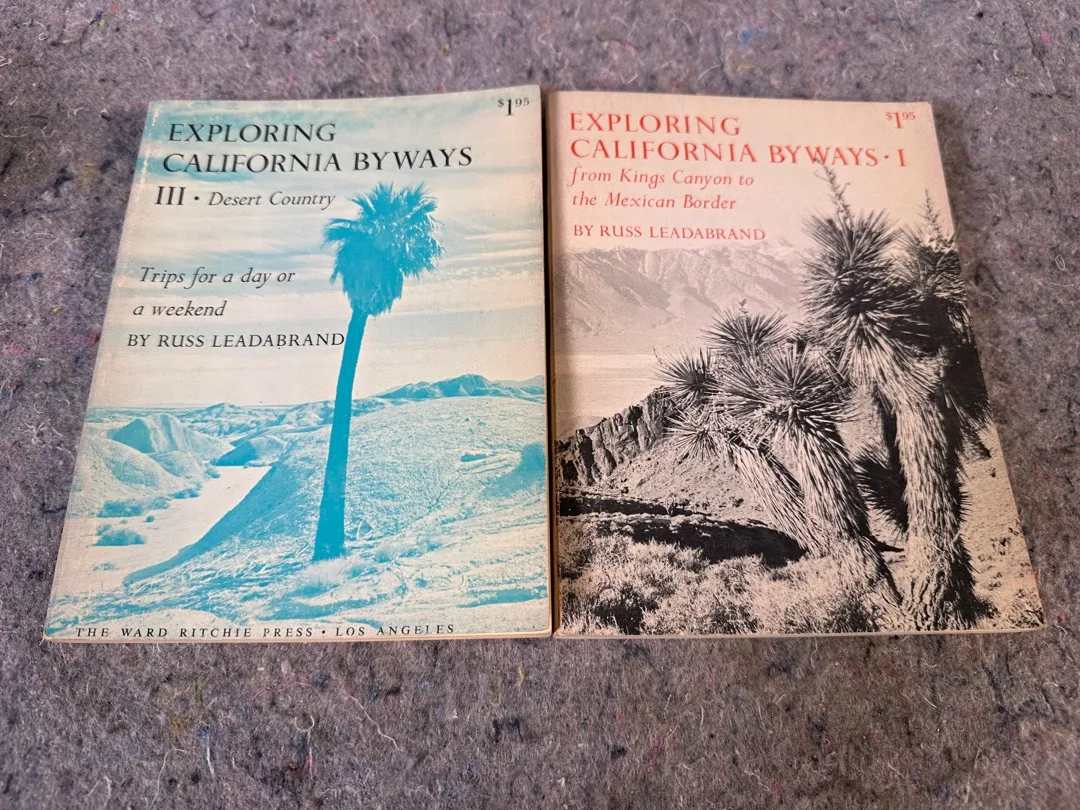 $1.95
EXPLORING
CALIFORNIA BYWAYS
III · Desert Country
Trips for a day or
a weekend
BY RUSS LEADABRAND
THE WARD RITCHIE PRESS · LOS ANGELES
$1.95
EXPLORING
CALIFORNIA BYWAYS · I
from Kings Canyon to
the Mexican Border
BY RUSS LEADABRAND